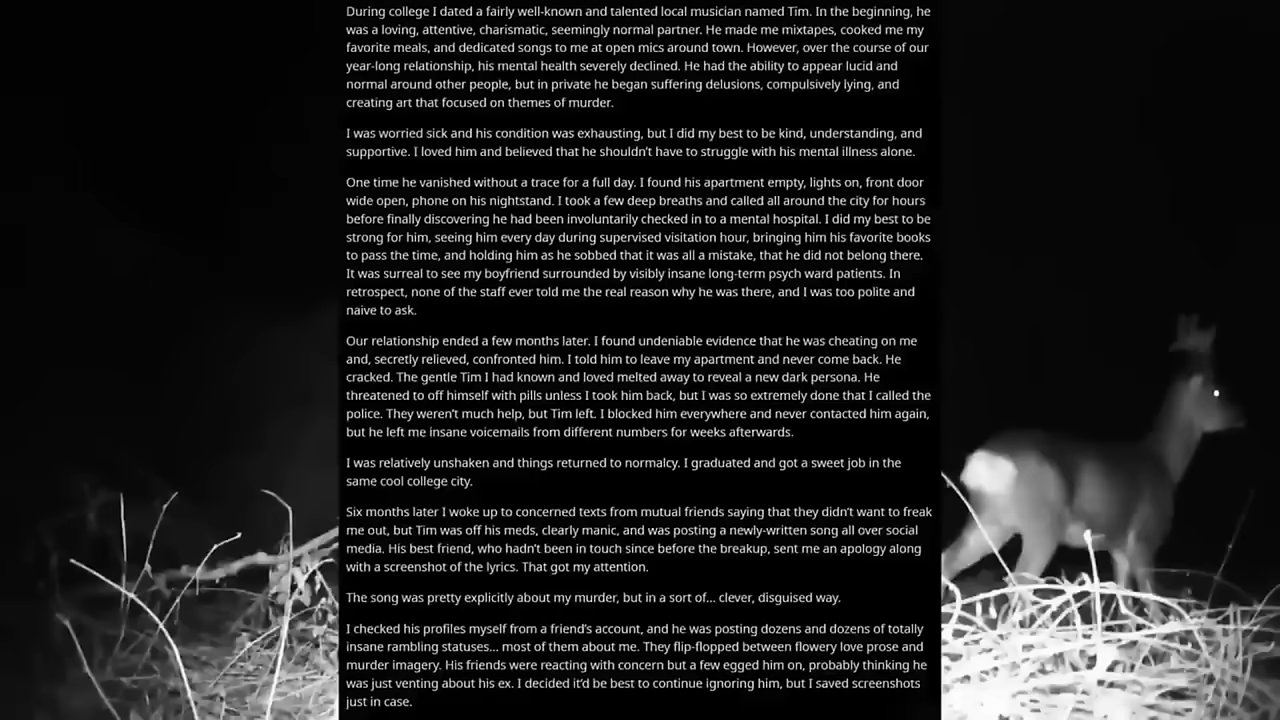 During college I dated a fairly well-known and talented local musician named Tim. In the beginning, he
was a loving, attentive, charismatic, seemingly normal partner. He made me mixtapes, cooked me my
favorite meals, and dedicated songs to me at open mics around town. However, over the course of our
year-long relationship, his mental health severely declined. He had the ability to appear lucid and
normal around other people, but in private he began suffering delusions, compulsively lying, and
creating art that focused on themes of murder.
I was worried sick and his condition was exhausting, but I did my best to be kind, understanding, and
supportive. I loved him and believed that he shouldn't have to struggle with his mental illness alone.
One time he vanished without a trace for a full day. I found his apartment empty, lights on, front door
wide open, phone on his nightstand. I took a few deep breaths and called all around the city for hours
before finally discovering he had been involuntarily checked in to a mental hospital. I did my best to be
strong for him, seeing him every day during supervised visitation hour, bringing him his favorite books
to pass the time, and holding him as he sobbed that it was all a mistake, that he did not belong there.
It was surreal to see my boyfriend surrounded by visibly insane long-term psych ward patients. In
retrospect, none of the staff ever told me the real reason why he was there, and I was too polite and
naive to ask.
Our relationship ended a few months later. I found undeniable evidence that he was cheating on me
and, secretly relieved, confronted him. I told him to leave my apartment and never come back. He
cracked. The gentle Tim I had known and loved melted away to reveal a new dark persona. He
threatened to off himself with pills unless I took him back, but I was so extremely done that I called the
police. They weren't much help, but Tim left. I blocked him everywhere and never contacted him again,
but he left me insane voicemails from different numbers for weeks afterwards.
I was relatively unshaken and things returned to normalcy. I graduated and got a sweet job in the
same cool college city.
Six months later I woke up to concerned texts from mutual friends saying that they didn't want to freak
me out, but Tim was off his meds, clearly manic, and was posting a newly-written song all over social
media. His best friend, who hadn't been in touch since before the breakup, sent me an apology along
with a screenshot of the lyrics. That got my attention.
The song was pretty explicitly about my murder, but in a sort of... clever, disguised way.
I checked his profiles myself from a friend's account, and he was posting dozens and dozens of totally
insane rambling statuses... most of them about me. They flip-flopped between flowery love prose and
murder imagery. His friends were reacting with concern but a few egged him on, probably thinking he
was just venting about his ex. I decided it'd be best to continue ignoring him, but I saved screenshots
just in case.